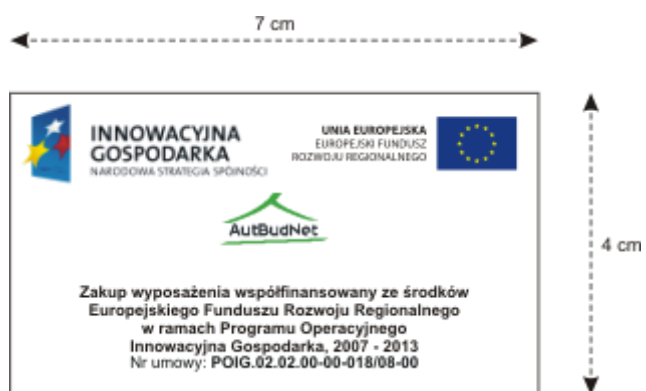 7 cm
INNOWACYJNA
GOSPODARKA
NARODOWA STRATEGIA SPÓJNOŚCI
UNIA EUROPEJSKA
EUROPEJSKI FUNDUSZ
ROZWOJU REGIONALNEGO
AutBudNet
4 cm
Zakup wyposażenia współfinansowany ze środków
Europejskiego Funduszu Rozwoju Regionalnego
w ramach Programu Operacyjnego
Innowacyjna Gospodarka, 2007 - 2013
Nr umowy: POIG.02.02.00-00-018/08-00